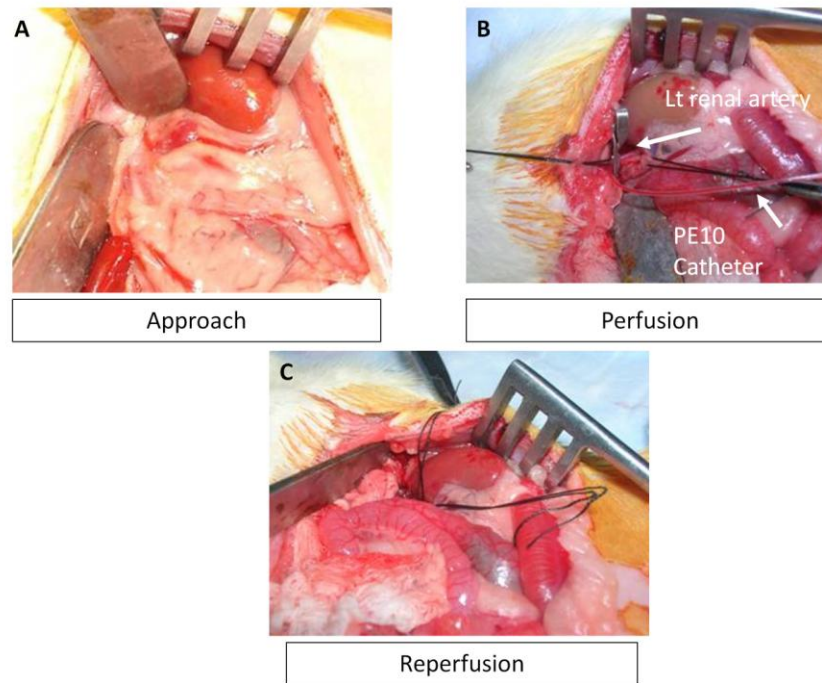 A
Approach
B
Lt renal artery
PE10
Catheter
Perfusion
C
Reperfusion